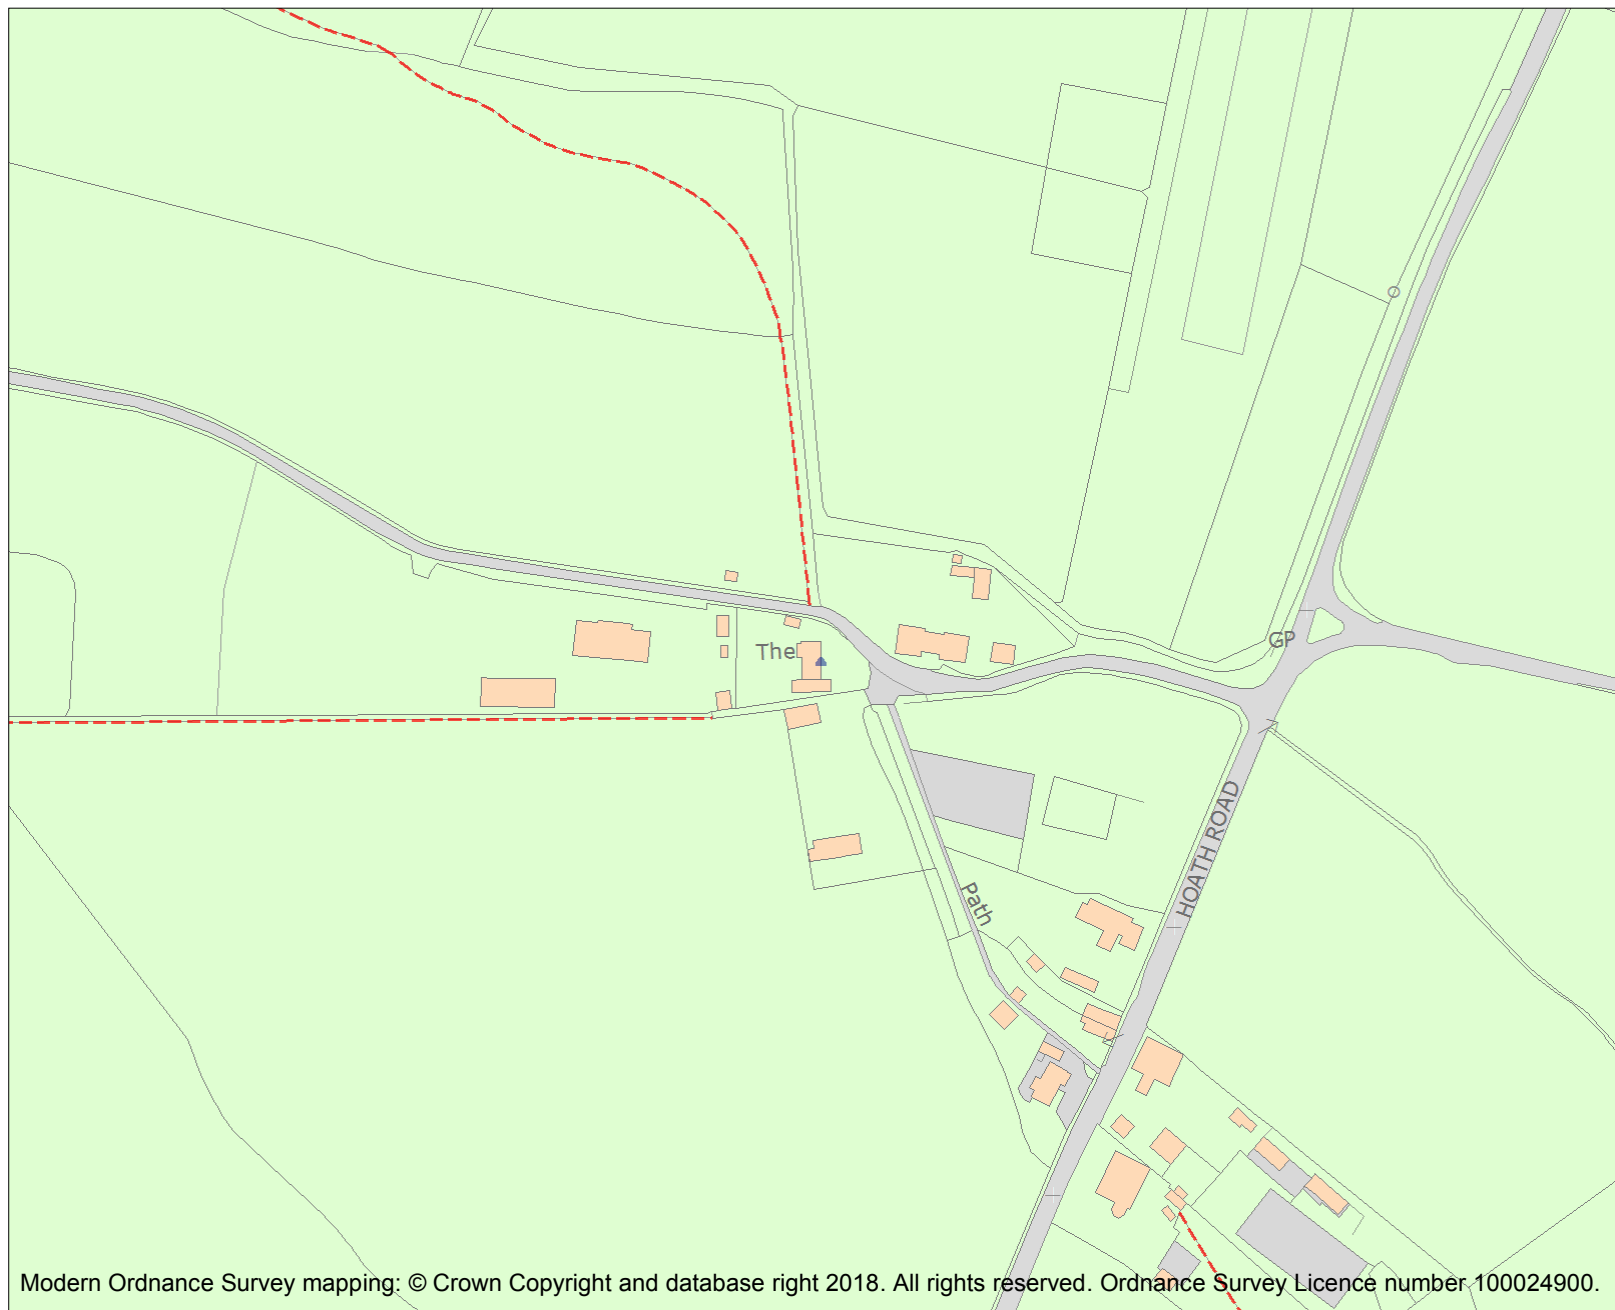 The
GP
HOATH ROAD
Path
Modern Ordnance Survey mapping: © Crown Copyright and database right 2018. All rights reserved. Ordnance Survey Licence number 100024900.